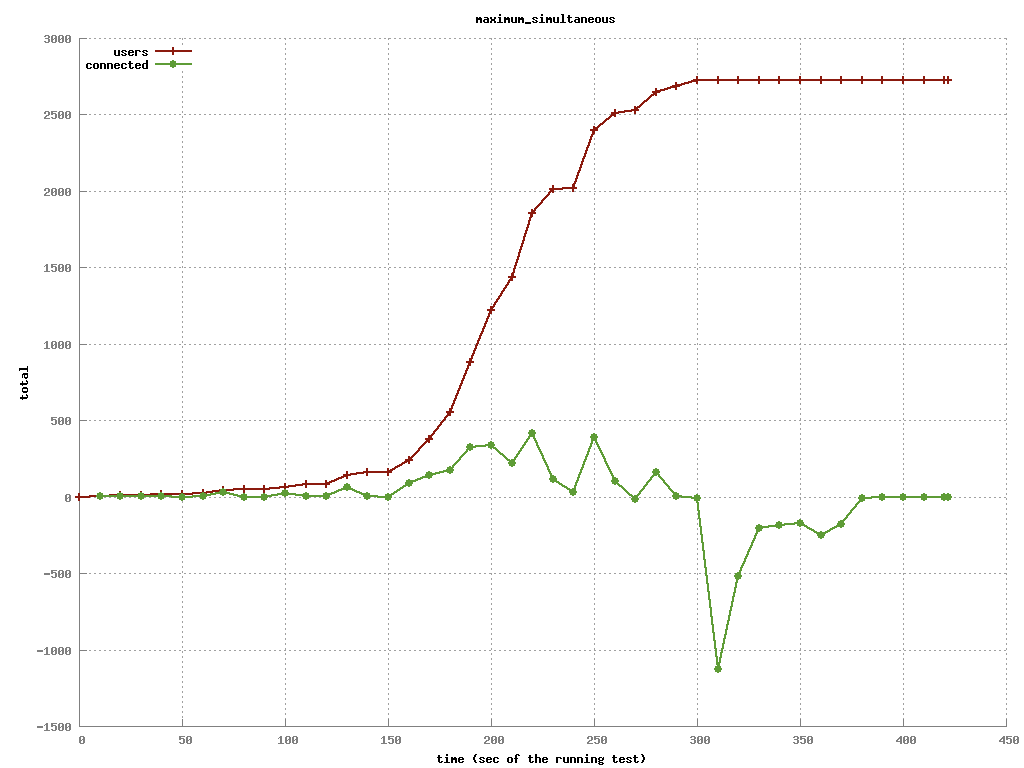 maximum_simultaneous
3000
users
connected
2500
2000
1500
1000
total
500
0
-500
-1000
-1500
0 50 100 150 200 250 300 350 400 450
time (sec of the running test)